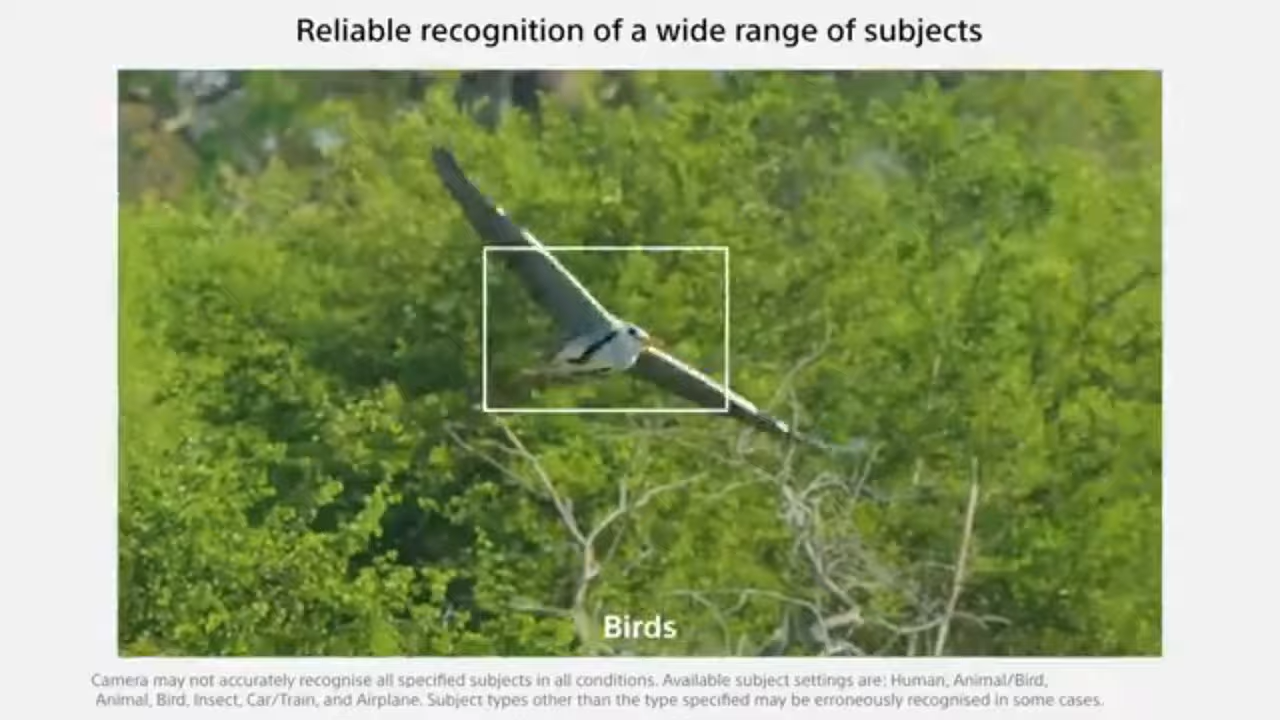 Reliable recognition of a wide range of subjects
Birds
Camera may not accurately recognise all specified subjects in all conditions. Available subject settings are: Human, Animal/Bird,
Animal, Bird, Insect, Car/Train, and Airplane. Subject types other than the type specified may be erroneously recognised in some cases.